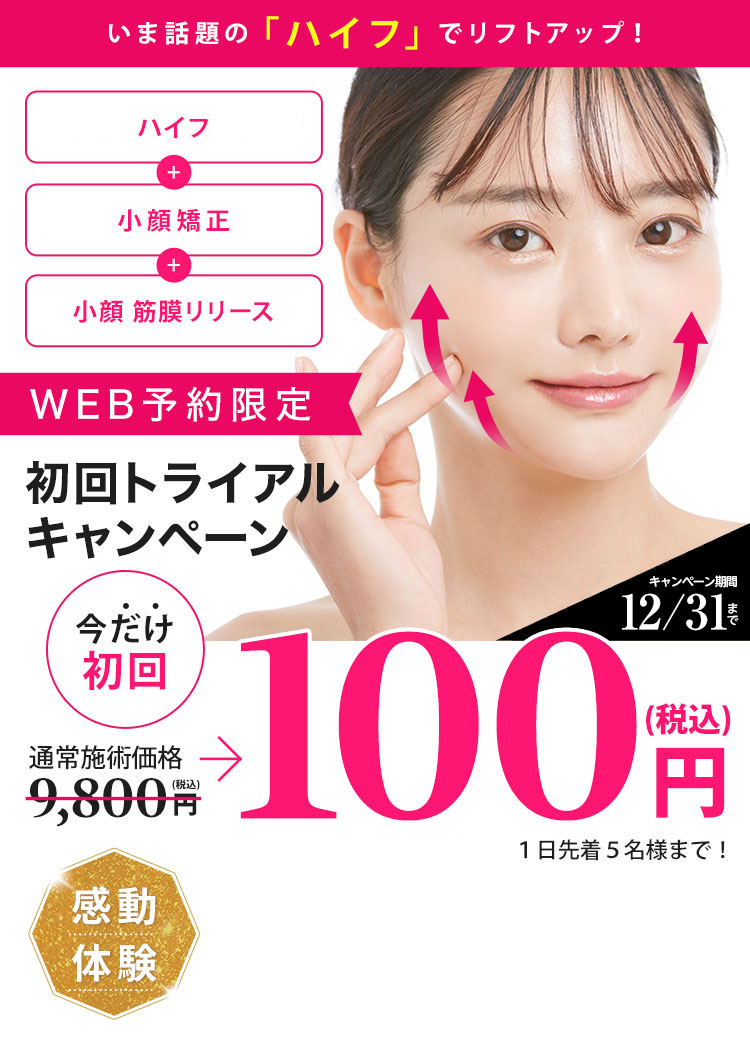 いま話題の「ハイフ」でリフトアップ！
ハイフ
+
小顔矯正
+
小顔 筋膜リリース
WEB予約限定
初回トライアル
キャンペーン
キャンペーン期間
12/31まで
今だけ
初回
通常施術価格
9,800円(税込)
100円(税込)
1日先着5名様まで！
感動
体験